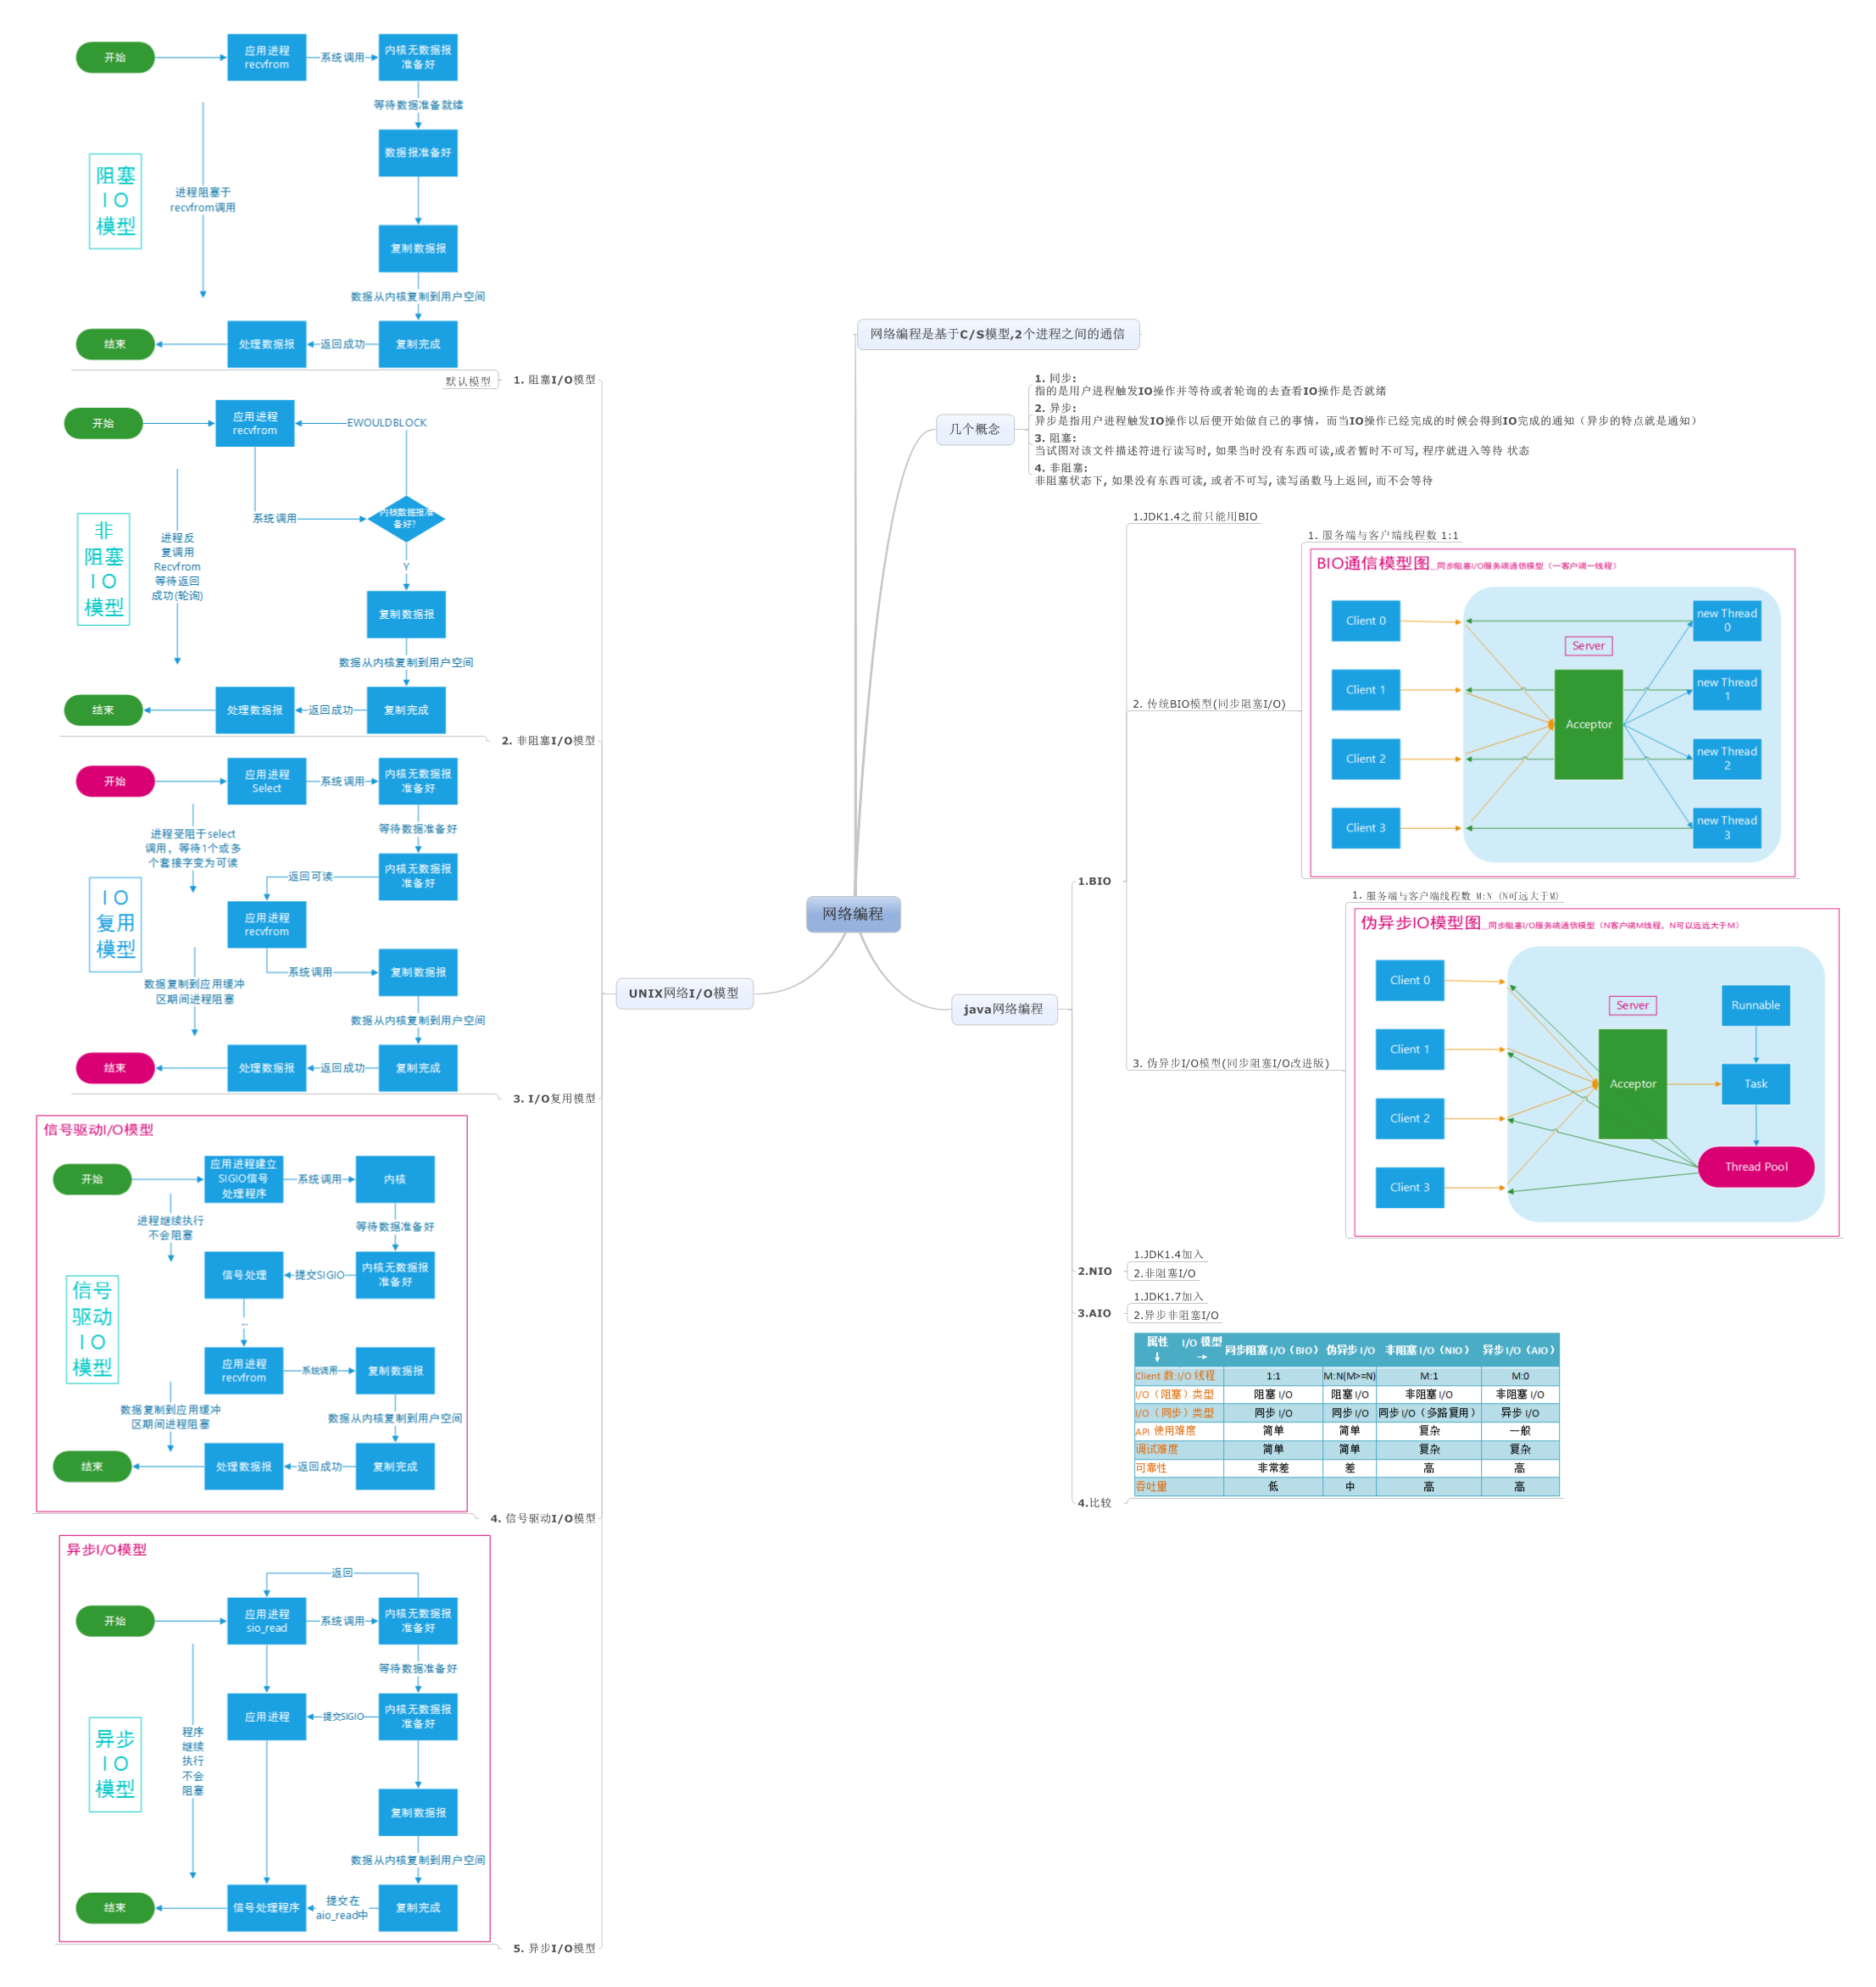 网络编程
网络编程是基于C/S模型,2个进程之间的通信
几个概念
1. 同步:
指的是用户进程触发IO操作并等待或者轮询的去查看IO操作是否就绪
2. 异步:
异步是指用户进程触发IO操作以后便开始做自己的事情，而当IO操作已经完成的时候会得到IO完成的通知（异步的特点就是通知）
3. 阻塞:
当试图对该文件描述符进行读写时, 如果当时没有东西可读,或者暂时不可写, 程序就进入等待 状态
4. 非阻塞:
非阻塞状态下, 如果没有东西可读, 或者不可写, 读写函数马上返回, 而不会等待
java网络编程
1.BIO
1.JDK1.4之前只能用BIO
2. 传统BIO模型(同步阻塞I/O)
1. 服务端与客户端线程数 1:1
BIO通信模型图__同步阻塞I/O服务端通信模型（一客户端一线程）
Client 0
Client 1
Client 2
Client 3
Server
Acceptor
new Thread
0
new Thread
1
new Thread
2
new Thread
3
3. 伪异步I/O模型(同步阻塞I/O改进版)
1. 服务端与客户端线程数 M:N (N可远大于M)
伪异步IO模型图__同步阻塞I/O服务端通信模型（N客户端M线程，N可以远远大于M）
Client 0
Client 1
Client 2
Client 3
Server
Acceptor
Runnable
Task
Thread Pool
2.NIO
1.JDK1.4加入
2.非阻塞I/O
3.AIO
1.JDK1.7加入
2.异步非阻塞I/O
4.比较
属性 I/O 模型 同步阻塞 I/O（BIO） 伪异步 I/O 非阻塞 I/O（NIO） 异步 I/O（AIO）
↓ →
Client 数:I/O 线程 1:1 M:N(M>=N) M:1 M:0
I/O（阻塞）类型 阻塞 I/O 阻塞 I/O 非阻塞 I/O 非阻塞 I/O
I/O（同步）类型 同步 I/O 同步 I/O 同步 I/O（多路复用） 异步 I/O
API 使用难度 简单 简单 复杂 一般
调试难度 简单 简单 复杂 复杂
可靠性 非常差 差 高 高
吞吐量 低 中 高 高
UNIX网络I/O模型
1. 阻塞I/O模型
默认模型
开始
应用进程
recvfrom
系统调用
内核无数据报
准备好
等待数据准备就绪
数据报准备好
阻塞
IO
模型
进程阻塞于
recvfrom调用
复制数据报
数据从内核复制到用户空间
结束
处理数据报
返回成功
复制完成
2. 非阻塞I/O模型
开始
应用进程
recvfrom
EWOULDBLOCK
系统调用
内核数据报准
备好?
Y
非
阻塞
IO
模型
进程反
复调用
Recvfrom
等待返回
成功(轮询)
复制数据报
数据从内核复制到用户空间
结束
处理数据报
返回成功
复制完成
3. I/O复用模型
开始
应用进程
Select
系统调用
内核无数据报
准备好
等待数据准备好
进程受阻于select
调用，等待1个或多
个套接字变为可读
返回可读
内核无数据报
准备好
IO
复用
模型
应用进程
recvfrom
系统调用
复制数据报
数据复制到应用缓冲
区期间进程阻塞
数据从内核复制到用户空间
结束
处理数据报
返回成功
复制完成
4. 信号驱动I/O模型
信号驱动I/O模型
开始
应用进程建立
SIGIO信号
处理程序
系统调用
内核
进程继续执行
不会阻塞
等待数据准备好
信号处理
提交SIGIO
内核无数据报
准备好
信号
驱动
IO
模型
...
应用进程
recvfrom
系统调用
复制数据报
数据复制到应用缓冲
区期间进程阻塞
数据从内核复制到用户空间
结束
处理数据报
返回成功
复制完成
5. 异步I/O模型
异步I/O模型
返回
开始
应用进程
sio_read
系统调用
内核无数据报
准备好
等待数据准备好
应用进程
提交SIGIO
内核无数据报
准备好
异步
IO
模型
程序
继续
执行
不会
阻塞
复制数据报
数据从内核复制到用户空间
结束
信号处理程序
提交在
aio_read中
复制完成